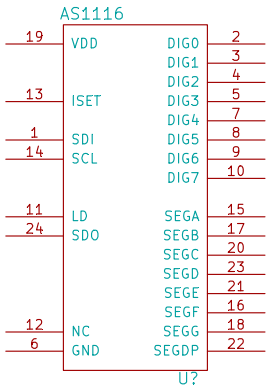 AS1116
19 VDD DIG0 2
DIG1 3
DIG2 4
13 ISET DIG3 5
DIG4 7
1 SDI DIG5 8
14 SCL DIG6 9
DIG7 10
11 LD SEGA 15
24 SDO SEGB 17
SEGC 20
SEGD 23
SEGE 21
SEGF 16
12 NC SEGG 18
6 GND SEGDP 22
U?